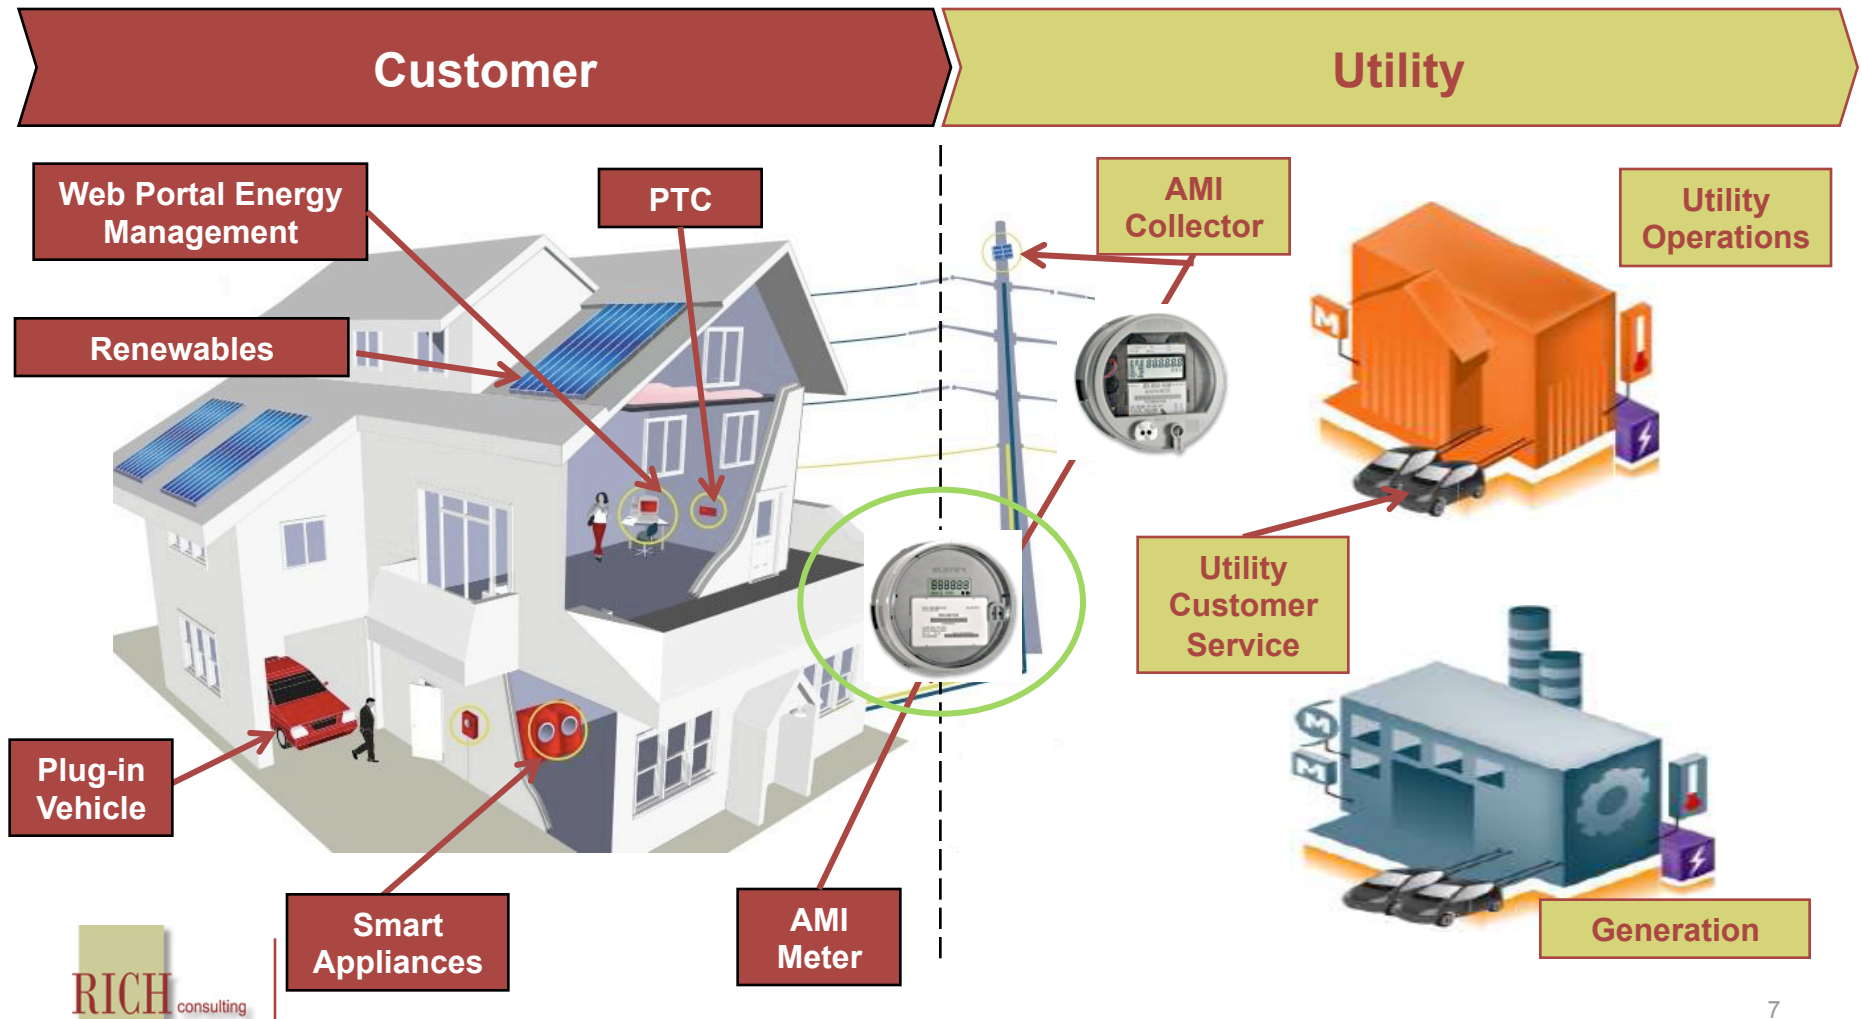 Customer
Utility
Web Portal Energy
Management
PTC
AMI
Collector
Utility
Operations
Renewables
M
Utility
Customer
Service
M
M
Plug-in
Vehicle
Smart
Appliances
AMI
Meter
Generation
RICH consulting
7